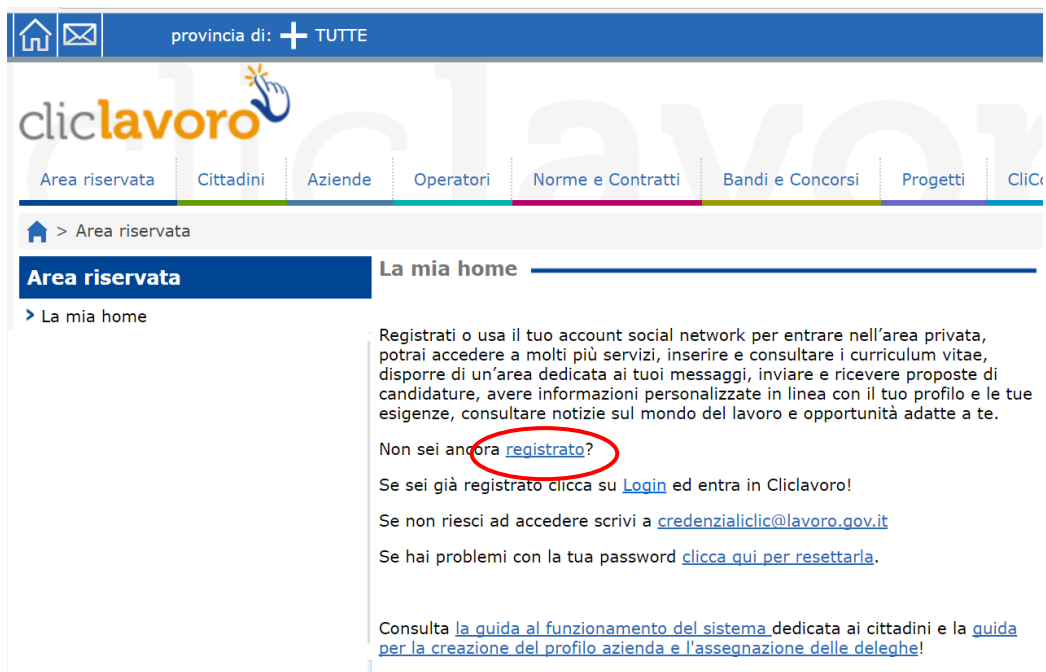 provincia di: TUTTE
cliclavoro
Area riservata Cittadini Aziende Operatori Norme e Contratti Bandi e Concorsi Progetti CliCo
> Area riservata
Area riservata
La mia home
La mia home
Registrati o usa il tuo account social network per entrare nell'area privata,
potrai accedere a molti più servizi, inserire e consultare i curriculum vitae,
disporre di un'area dedicata ai tuoi messaggi, inviare e ricevere proposte di
candidature, avere informazioni personalizzate in linea con il tuo profilo e le tue
esigenze, consultare notizie sul mondo del lavoro e opportunità adatte a te.
Non sei ancora registrato?
Se sei già registrato clicca su Login ed entra in Cliclavoro!
Se non riesci ad accedere scrivi a credenzialiclic@lavoro.gov.it
Se hai problemi con la tua password clicca qui per resettarla.
Consulta la guida al funzionamento del sistema dedicata ai cittadini e la guida
per la creazione del profilo azienda e l'assegnazione delle deleghe!